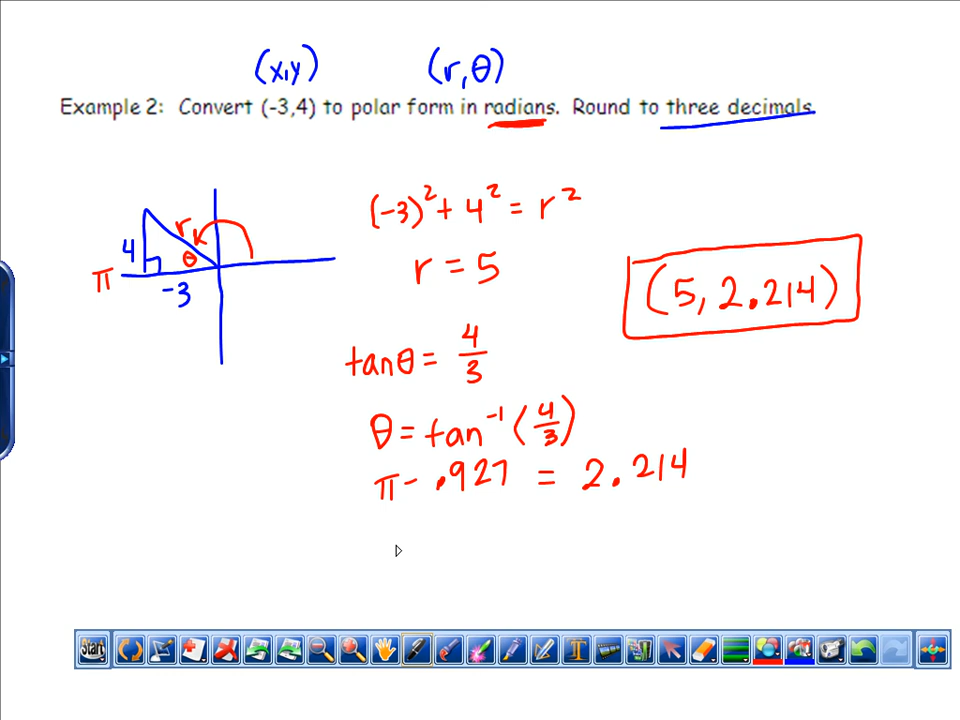 (x,y) (r,θ)
Example 2: Convert (-3,4) to polar form in radians. Round to three decimals.
(-3)² + 4² = r²
r
4
θ
π
-3
r = 5
(5, 2.214)
tanθ = 4/3
θ = tan⁻¹(4/3)
π - .927 = 2.214
Start